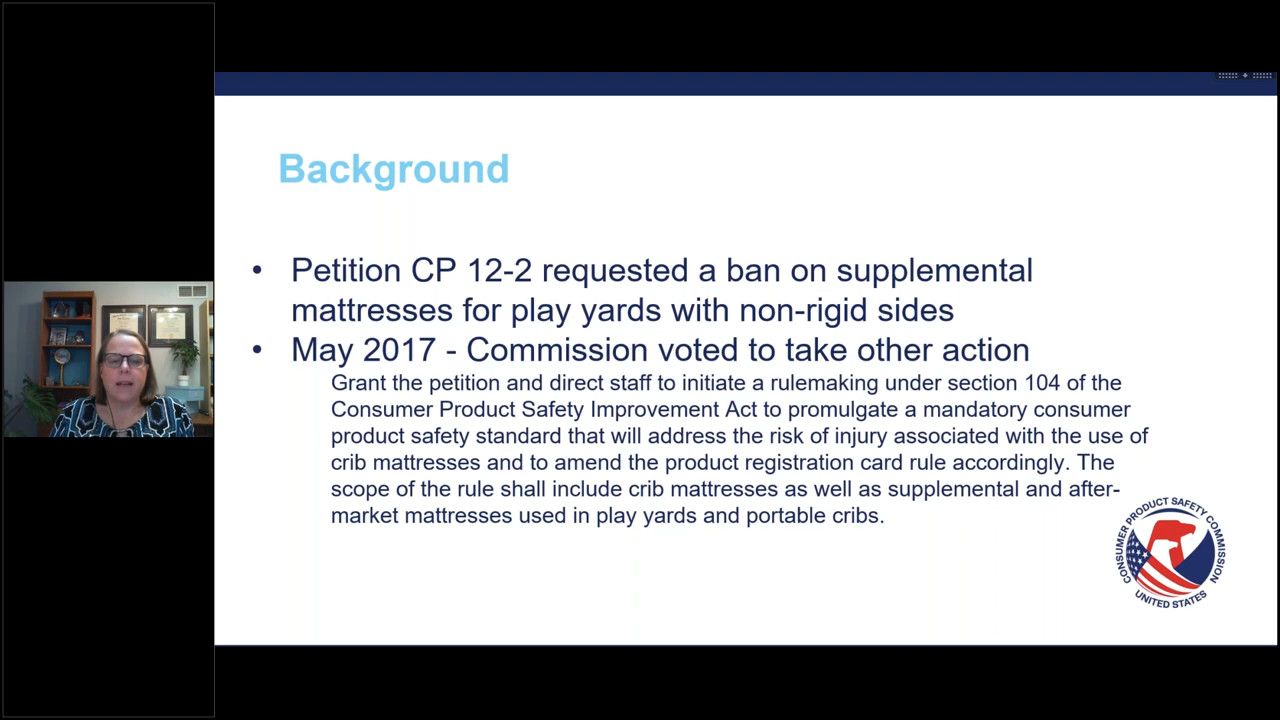 Background
• Petition CP 12-2 requested a ban on supplemental
mattresses for play yards with non-rigid sides
• May 2017 - Commission voted to take other action
Grant the petition and direct staff to initiate a rulemaking under section 104 of the
Consumer Product Safety Improvement Act to promulgate a mandatory consumer
product safety standard that will address the risk of injury associated with the use of
crib mattresses and to amend the product registration card rule accordingly. The
scope of the rule shall include crib mattresses as well as supplemental and after-
market mattresses used in play yards and portable cribs.
CONSUMER PRODUCT SAFETY COMMISSION
UNITED STATES